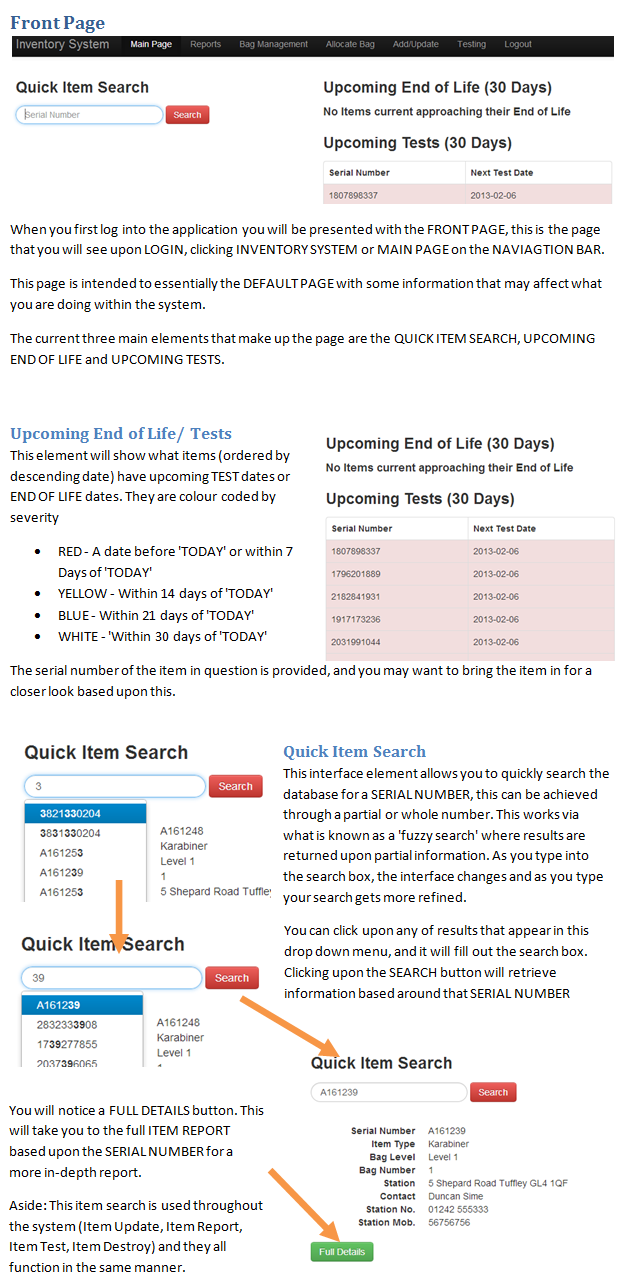 Front Page
Inventory System Main Page Reports Bag Management Allocate Bag Add/Update Testing Logout
Quick Item Search
Serial Number Search
Upcoming End of Life (30 Days)
No Items current approaching their End of Life
Upcoming Tests (30 Days)
Serial Number Next Test Date
1807898337 2013-02-06
When you first log into the application you will be presented with the FRONT PAGE, this is the page
that you will see upon LOGIN, clicking INVENTORY SYSTEM or MAIN PAGE on the NAVIAGTION BAR.
This page is intended to essentially the DEFAULT PAGE with some information that may affect what
you are doing within the system.
The current three main elements that make up the page are the QUICK ITEM SEARCH, UPCOMING
END OF LIFE and UPCOMING TESTS.
Upcoming End of Life/ Tests
This element will show what items (ordered by
descending date) have upcoming TEST dates or
END OF LIFE dates. They are colour coded by
severity
• RED - A date before 'TODAY' or within 7
Days of 'TODAY'
• YELLOW - Within 14 days of 'TODAY'
• BLUE - Within 21 days of 'TODAY'
• WHITE - 'Within 30 days of 'TODAY'
Upcoming End of Life (30 Days)
No Items current approaching their End of Life
Upcoming Tests (30 Days)
Serial Number Next Test Date
1807898337 2013-02-06
1796201889 2013-02-06
2182841931 2013-02-06
1917173236 2013-02-06
2031991044 2013-02-06
The serial number of the item in question is provided, and you may want to bring the item in for a
closer look based upon this.
Quick Item Search
3 Search
3821330204
3831330204
A161253
A161239
A161253
A161248
Karabiner
Level 1
1
5 Shepard Road Tuffley
Quick Item Search
This interface element allows you to quickly search the
database for a SERIAL NUMBER, this can be achieved
through a partial or whole number. This works via
what is known as a 'fuzzy search' where results are
returned upon partial information. As you type into
the search box, the interface changes and as you type
your search gets more refined.
You can click upon any of results that appear in this
drop down menu, and it will fill out the search box.
Clicking upon the SEARCH button will retrieve
information based around that SERIAL NUMBER
Quick Item Search
39 Search
A161239
2832333908
1739277855
2037396065
A161248
Karabiner
Level 1
Quick Item Search
A161239 Search
Serial Number A161239
Item Type Karabiner
Bag Level Level 1
Bag Number 1
Station 5 Shepard Road Tuffley GL4 1QF
Contact Duncan Sime
Station No. 01242 555333
Station Mob. 56756756
Full Details
You will notice a FULL DETAILS button. This
will take you to the full ITEM REPORT
based upon the SERIAL NUMBER for a
more in-depth report.
Aside: This item search is used throughout
the system (Item Update, Item Report,
Item Test, Item Destroy) and they all
function in the same manner.